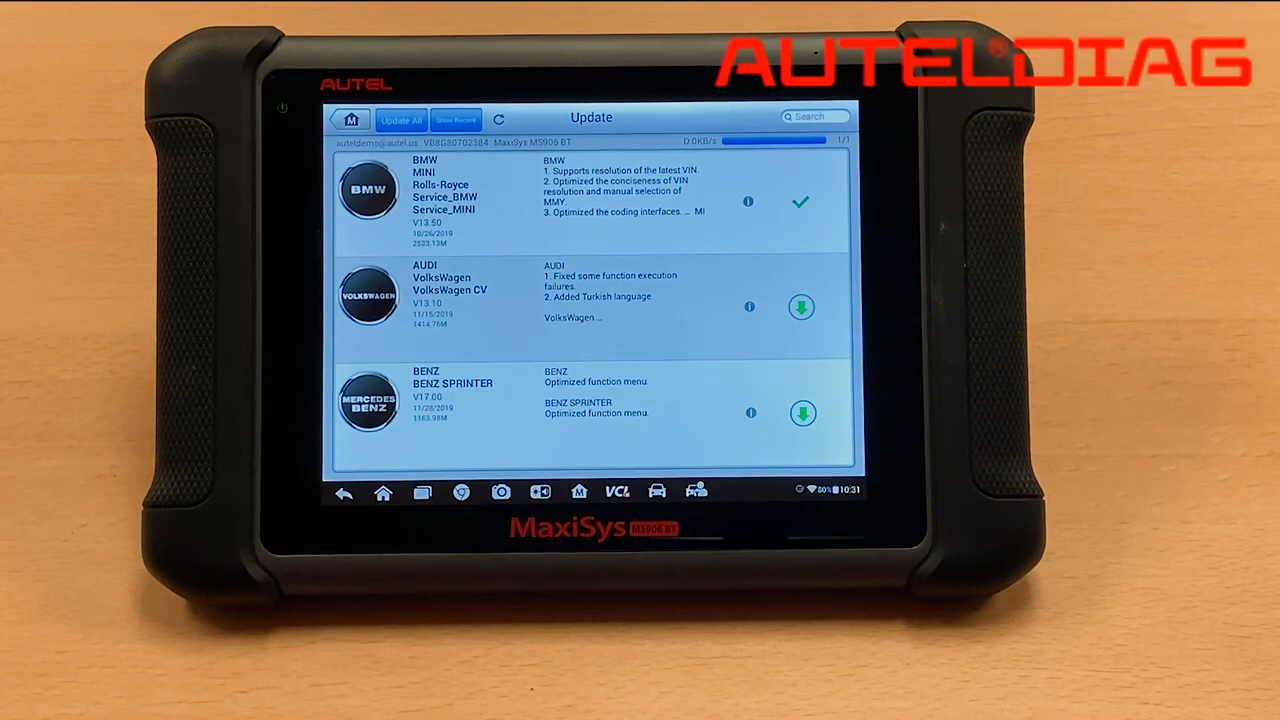 AUTEL®DIAG
AUTEL
Update All
Show Recent
Update
Search
auteldemo@autel.us VB8G80702384 MaxiSys MS906 BT
D:0KB/s
1/1
BMW
BMW
MINI
Rolls-Royce
Service_BMW
Service_MINI
V13.50
10/26/2019
2533.13M
BMW
1. Supports resolution of the latest VIN.
2. Optimized the conciseness of VIN
resolution and manual selection of
MMY.
3. Optimized the coding interfaces. ... MI
VOLKSWAGEN
AUDI
VolksWagen
VolksWagen CV
V13.10
11/15/2019
1414.76M
AUDI
1. Fixed some function execution
failures.
2. Added Turkish language.
VolksWagen ...
MERCEDES
BENZ
BENZ
BENZ SPRINTER
V17.00
11/28/2019
1163.98M
BENZ
Optimized function menu.
BENZ SPRINTER
Optimized function menu.
VCI
80% 10:31
MaxiSys MS906 BT